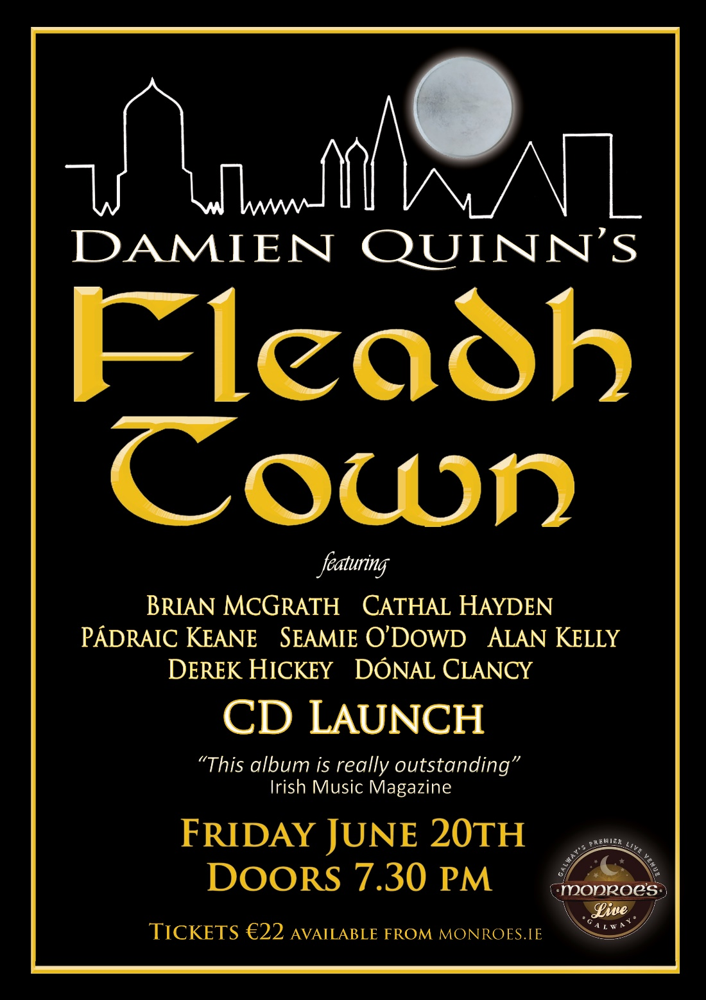 DAMIEN QUINN'S
Fleadh
Town
featuring
BRIAN MCGRATH CATHAL HAYDEN
PÁDRAIC KEANE SEAMIE O'DOWD ALAN KELLY
DEREK HICKEY DÓNAL CLANCY
CD LAUNCH
“This album is really outstanding”
Irish Music Magazine
FRIDAY JUNE 20TH
DOORS 7.30 PM
TICKETS €22 AVAILABLE FROM MONROES.IE
GALWAY'S PREMIER LIVE VENUE
MONROE'S
Live
GALWAY